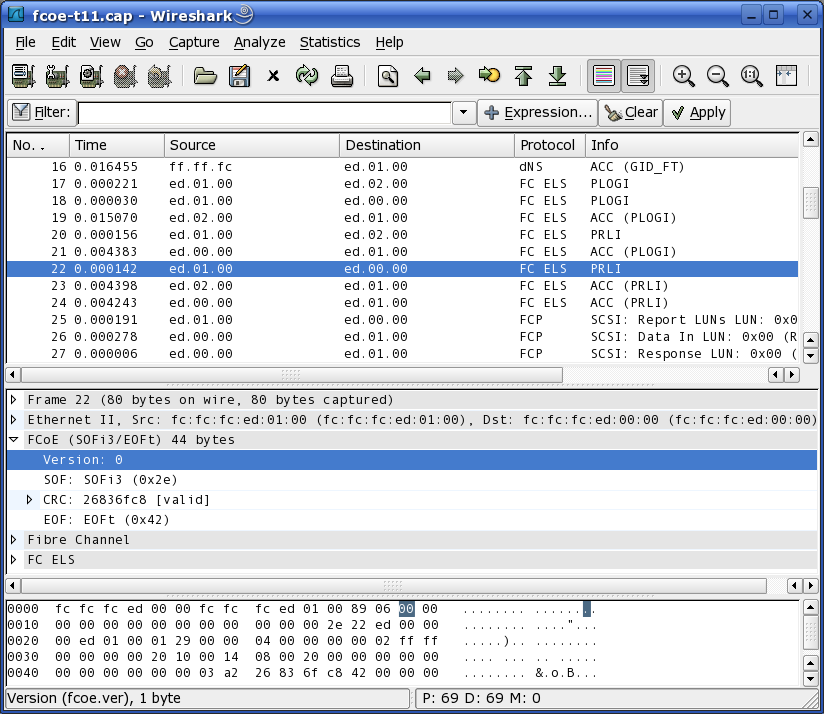 fcoe-t11.cap - Wireshark
File Edit View Go Capture Analyze Statistics Help
Filter: Expression... Clear Apply
No. . Time Source Destination Protocol Info
16 0.016455 ff.ff.fc ed.01.00 dNS ACC (GID_FT)
17 0.000221 ed.01.00 ed.02.00 FC ELS PLOGI
18 0.000030 ed.01.00 ed.00.00 FC ELS PLOGI
19 0.015070 ed.02.00 ed.01.00 FC ELS ACC (PLOGI)
20 0.000156 ed.01.00 ed.02.00 FC ELS PRLI
21 0.004383 ed.00.00 ed.01.00 FC ELS ACC (PLOGI)
22 0.000142 ed.01.00 ed.00.00 FC ELS PRLI
23 0.004398 ed.02.00 ed.01.00 FC ELS ACC (PRLI)
24 0.004243 ed.00.00 ed.01.00 FC ELS ACC (PRLI)
25 0.000191 ed.01.00 ed.00.00 FCP SCSI: Report LUNs LUN: 0x0
26 0.000278 ed.00.00 ed.01.00 FCP SCSI: Data In LUN: 0x00 (R
27 0.000006 ed.00.00 ed.01.00 FCP SCSI: Response LUN: 0x00 (
Frame 22 (80 bytes on wire, 80 bytes captured)
Ethernet II, Src: fc:fc:fc:ed:01:00 (fc:fc:fc:ed:01:00), Dst: fc:fc:fc:ed:00:00 (fc:fc:fc:ed:00:00)
FCoE (SOFi3/EOFt) 44 bytes
Version: 0
SOF: SOFi3 (0x2e)
CRC: 26836fc8 [valid]
EOF: EOFt (0x42)
Fibre Channel
FC ELS
0000 fc fc fc ed 00 00 fc fc fc ed 01 00 89 06 00 00 ........ ........
0010 00 00 00 00 00 00 00 00 00 00 2e 22 ed 00 00 ........ ...."...
0020 00 ed 01 00 01 29 00 00 04 00 00 00 00 02 ff ff .....).. ........
0030 00 00 00 00 20 10 00 14 08 00 20 00 00 00 00 00 .... ... .. .....
0040 00 00 00 00 00 00 03 a2 26 83 6f c8 42 00 00 00 ........ &.o.B...
Version (fcoe.ver), 1 byte P: 69 D: 69 M: 0